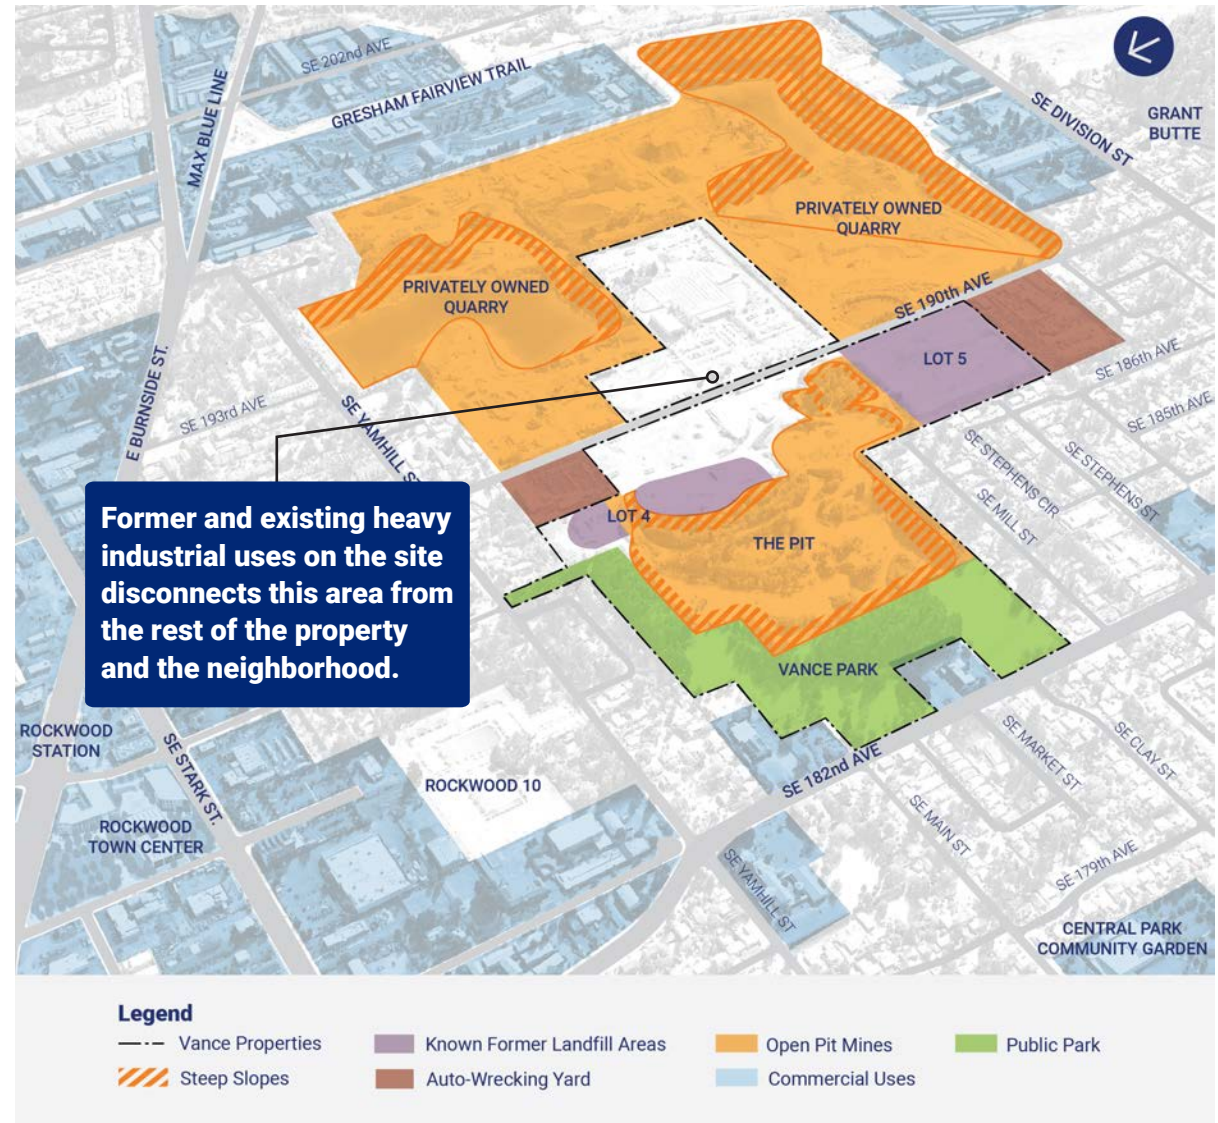 SE 202nd AVE
MAX BLUE LINE
GRESHAM FAIRVIEW TRAIL
SE DIVISION ST
GRANT
BUTTE
PRIVATELY OWNED
QUARRY
PRIVATELY OWNED
QUARRY
SE 190th AVE
LOT 5
SE 186th AVE
SE 185th AVE
E BURNSIDE ST.
SE 193rd AVE
SE YAMHILL S
SE STEPHENS CIR
SE STEPHENS ST
SE MILL ST
Former and existing heavy
industrial uses on the site
disconnects this area from
the rest of the property
and the neighborhood.
LOT 4
THE PIT
VANCE PARK
ROCKWOOD
STATION
SE STARK ST.
ROCKWOOD 10
SE 182nd AVE
SE MARKET ST
SE CLAY ST
ROCKWOOD
TOWN CENTER
SE MAIN ST
SE YAMHILL ST
SE 179th AVE
CENTRAL PARK
COMMUNITY GARDEN
Legend
Vance Properties
Known Former Landfill Areas
Open Pit Mines
Public Park
Steep Slopes
Auto-Wrecking Yard
Commercial Uses